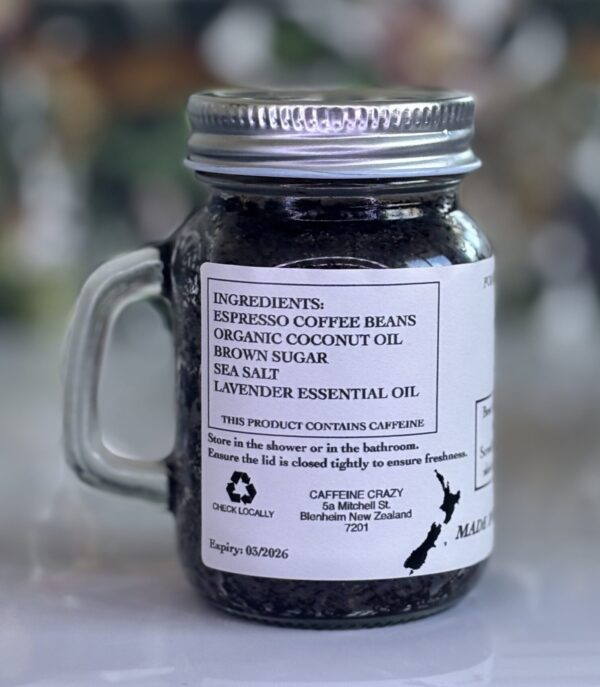 INGREDIENTS:
ESPRESSO COFFEE BEANS
ORGANIC COCONUT OIL
BROWN SUGAR
SEA SALT
LAVENDER ESSENTIAL OIL
THIS PRODUCT CONTAINS CAFFEINE
Store in the shower or in the bathroom.
Ensure the lid is closed tightly to ensure freshness.
CHECK LOCALLY
CAFFEINE CRAZY
5a Mitchell St.
Blenheim New Zealand
7201
Expiry: 03/2026
MADE